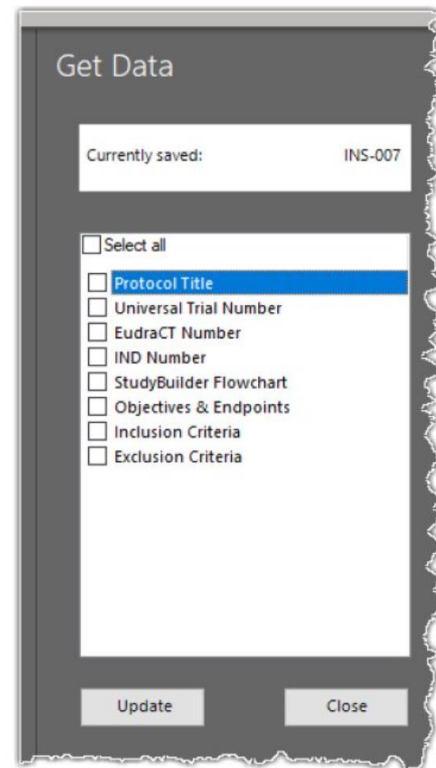 Get Data
Currently saved: INS-007
Select all
Protocol Title
Universal Trial Number
EudraCT Number
IND Number
StudyBuilder Flowchart
Objectives & Endpoints
Inclusion Criteria
Exclusion Criteria
Update Close